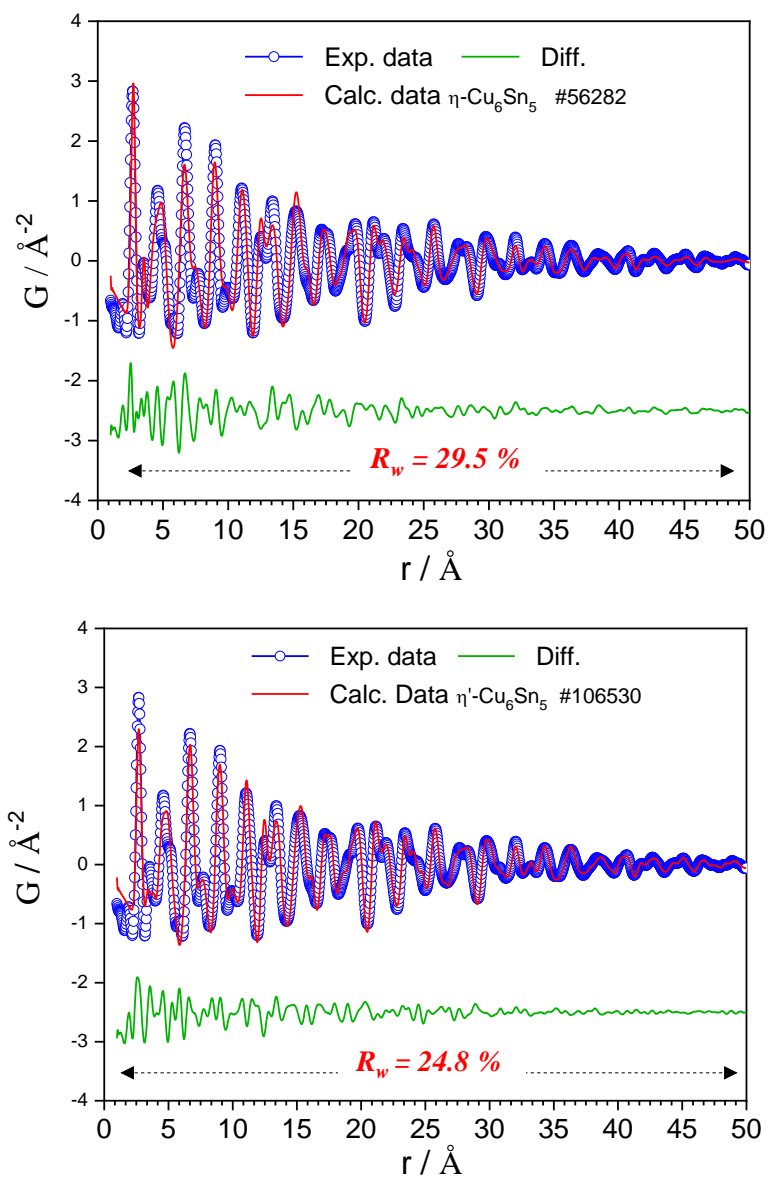 4
Exp. data Diff.
3
Calc. data η-Cu₆Sn₅ #56282
2
1
G / Å⁻²
0
-1
-2
-3
R_w = 29.5 %
-4
0 5 10 15 20 25 30 35 40 45 50
r / Å
4
Exp. data Diff.
3
Calc. Data η'-Cu₆Sn₅ #106530
2
1
G / Å⁻²
0
-1
-2
-3
R_w = 24.8 %
-4
0 5 10 15 20 25 30 35 40 45 50
r / Å